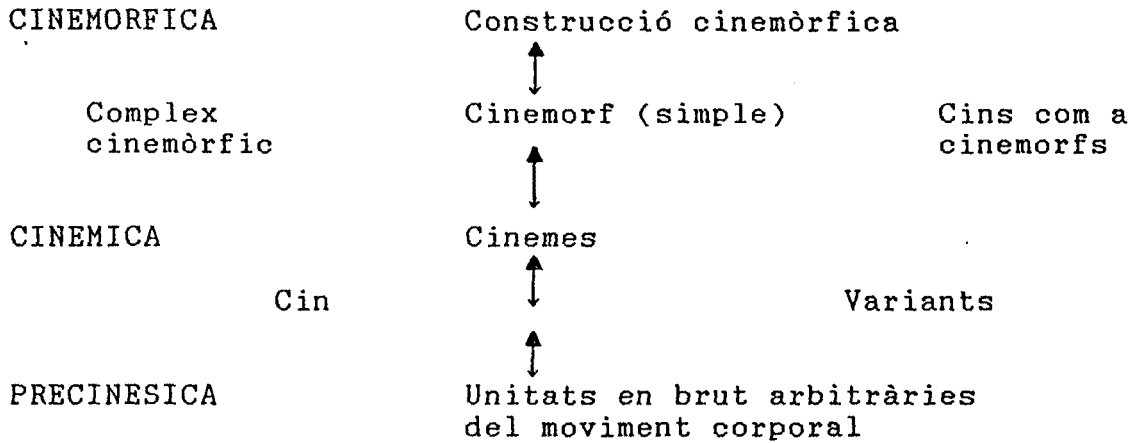 CINEMORFICA Construcció cinemòrfica
Complex Cinemorf (simple) Cins com a
cinemòrfic cinemorfs
CINEMICA Cinemes
Cin Variants
PRECINESICA Unitats en brut arbitràries
del moviment corporal